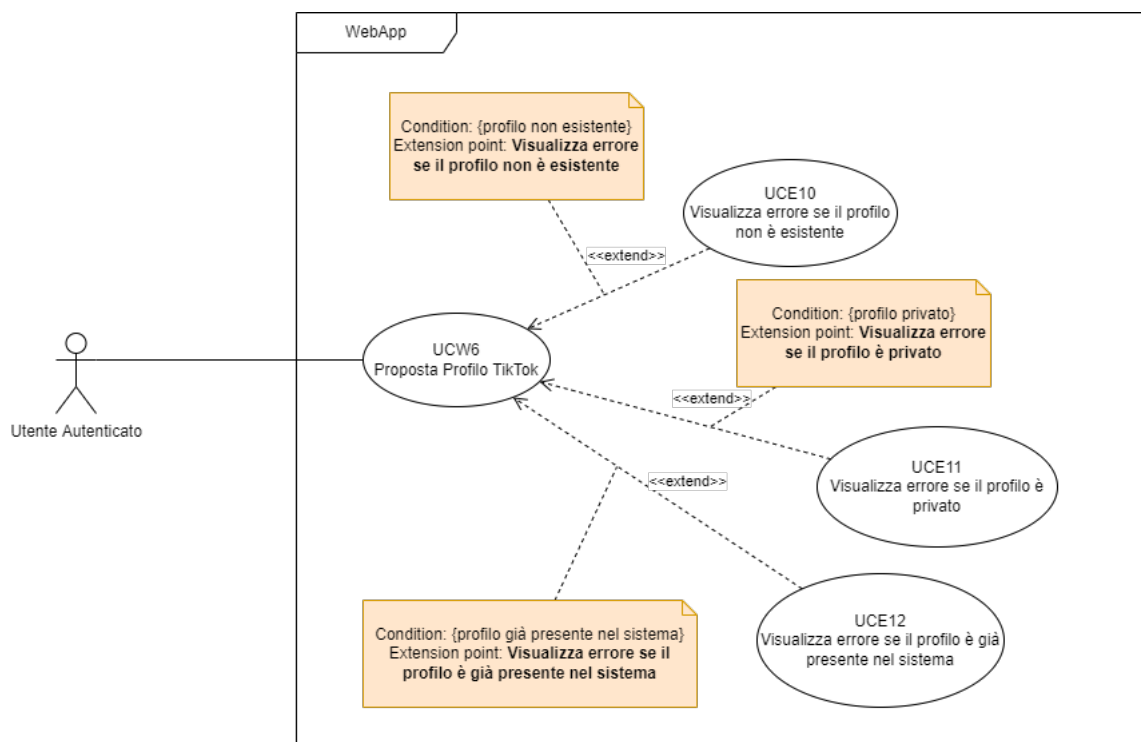 WebApp
Condition: {profilo non esistente}
Extension point: Visualizza errore
se il profilo non è esistente
UCE10
Visualizza errore se il profilo
non è esistente
<<extend>>
Condition: {profilo privato}
Extension point: Visualizza errore
se il profilo è privato
UCW6
Proposta Profilo TikTok
<<extend>>
Utente Autenticato
UCE11
Visualizza errore se il profilo è
privato
<<extend>>
Condition: {profilo già presente nel sistema}
Extension point: Visualizza errore se il
profilo è già presente nel sistema
UCE12
Visualizza errore se il profilo è già
presente nel sistema